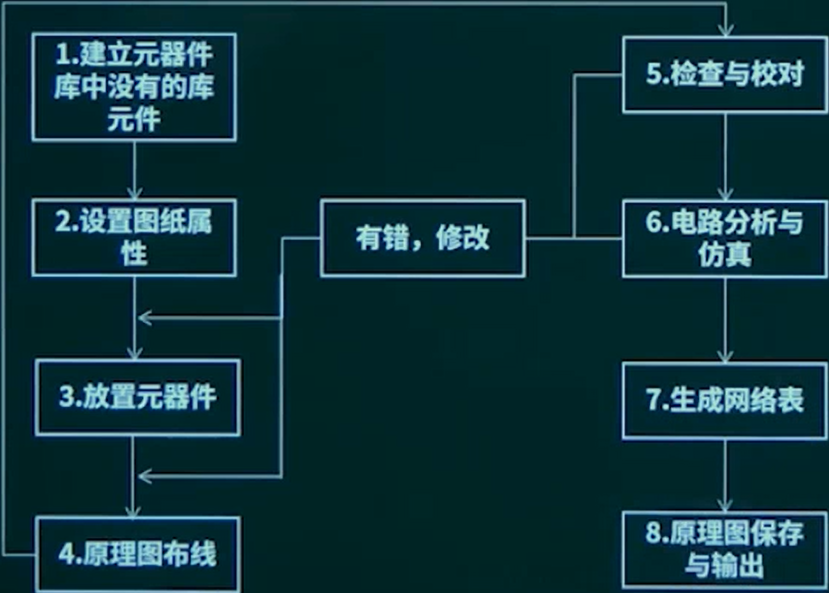 1.建立元器件
库中没有的库
元件
2.设置图纸属
性
3.放置元器件
4.原理图布线
有错，修改
5.检查与校对
6.电路分析与
仿真
7.生成网络表
8.原理图保存
与输出